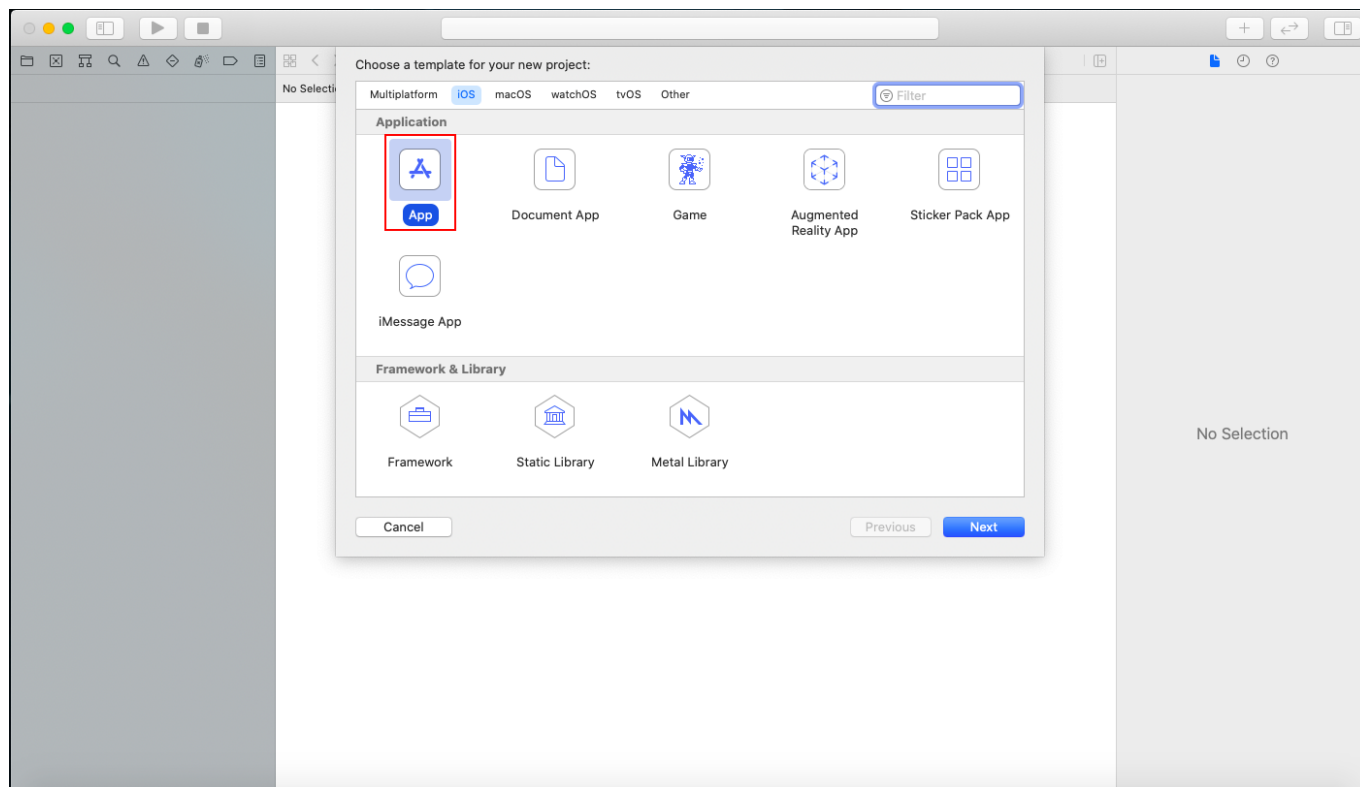 Choose a template for your new project:
No Selecti
Multiplatform iOS macOS watchOS tvOS Other Filter
Application
App Document App Game Augmented Reality App Sticker Pack App
iMessage App
Framework & Library
Framework Static Library Metal Library
No Selection
Cancel Previous Next